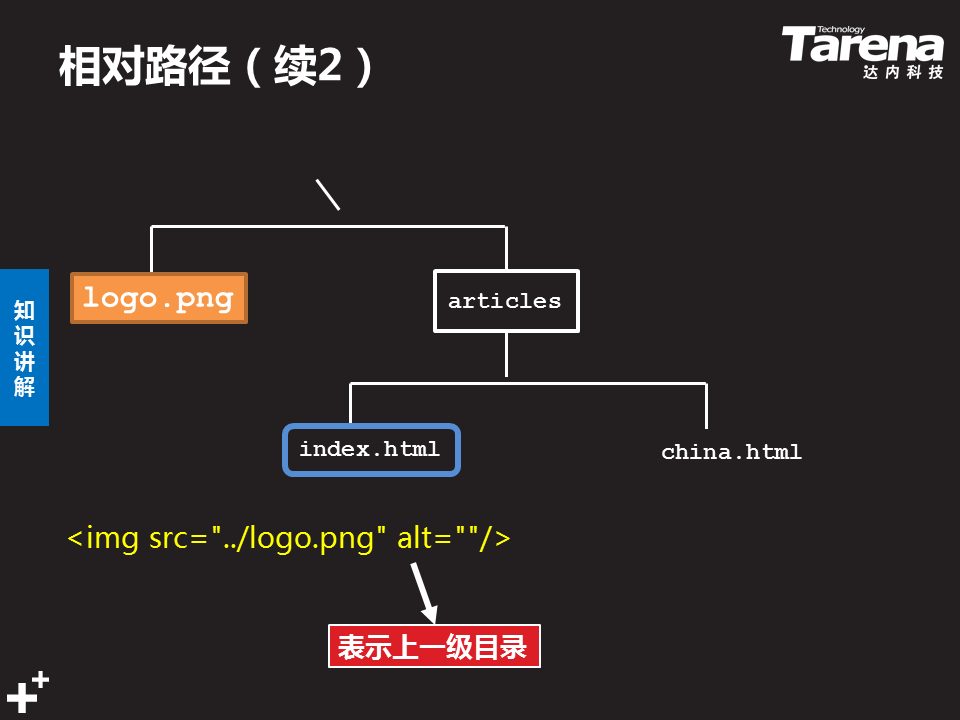 相对路径（续2）
Technology
Tarena
达内科技
\
logo.png
articles
知识讲解
index.html
china.html
<img src="../logo.png" alt=""/>
表示上一级目录